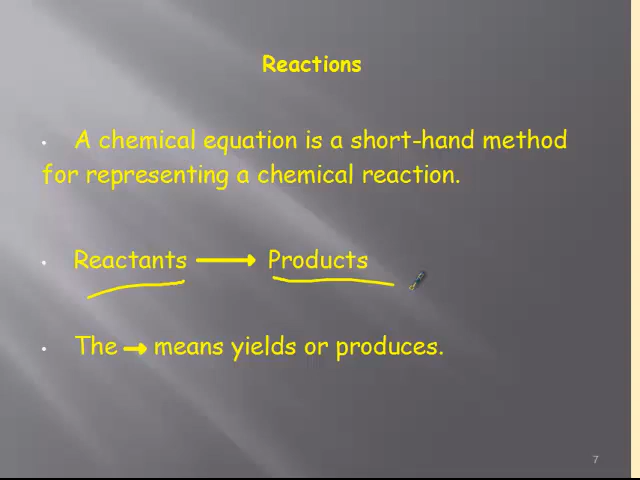 Reactions
• A chemical equation is a short-hand method
for representing a chemical reaction.
• Reactants → Products
• The → means yields or produces.
7